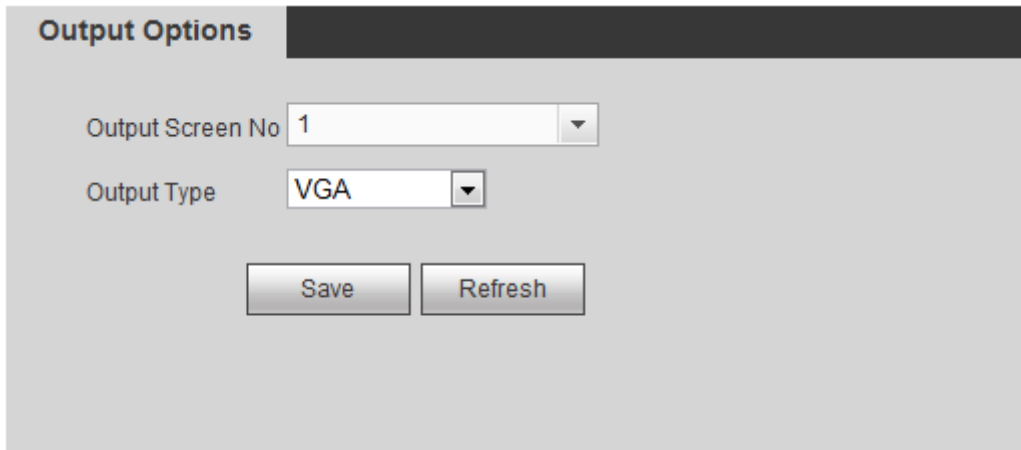 Output Options
Output Screen No 1
Output Type VGA
Save Refresh